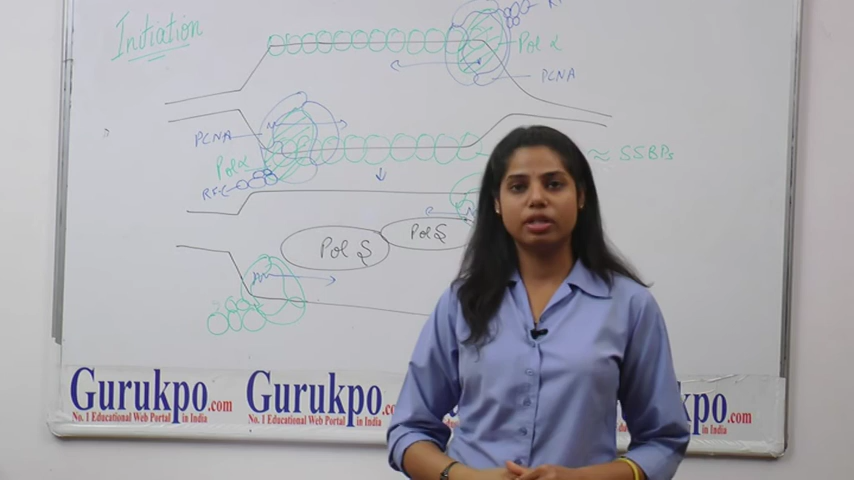 Initiation
Pol α
PCNA
PCNA
Pol α
RFC
≈ SSBPs
Pol δ
Pol δ
Gurukpo.com
No. 1 Educational Web Portal in India
Gurukpo.co
No. 1 Educational Web Portal in India
kpo.com
in India